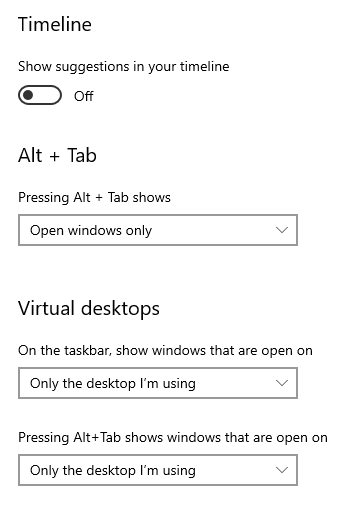 Timeline
Show suggestions in your timeline
Off
Alt + Tab
Pressing Alt + Tab shows
Open windows only
Virtual desktops
On the taskbar, show windows that are open on
Only the desktop I’m using
Pressing Alt+Tab shows windows that are open on
Only the desktop I’m using